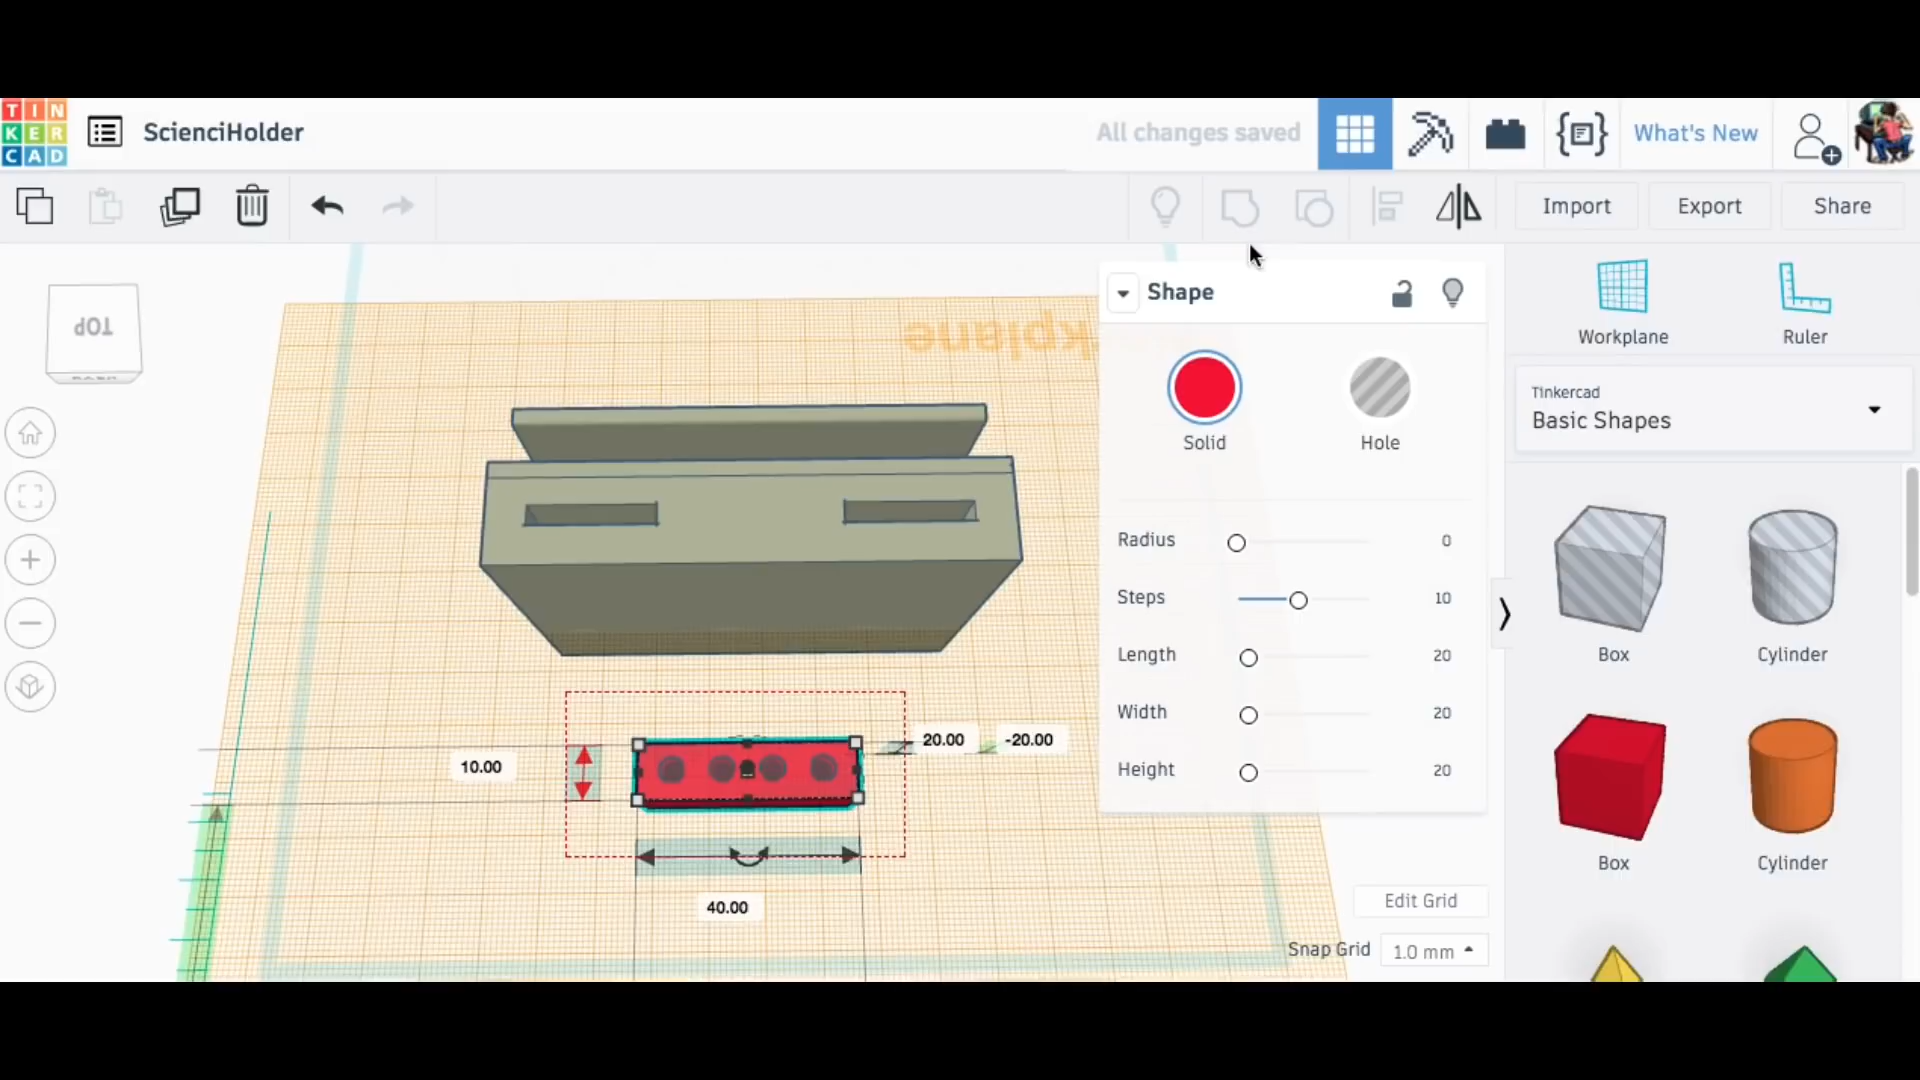 TIN
KER
CAD
ScienciHolder
All changes saved
What's New
Import
Export
Share
TOP
Workplane
Shape
Solid
Hole
Radius 0
Steps 10
Length 20
Width 20
Height 20
Workplane
Ruler
Tinkercad
Basic Shapes
Box
Cylinder
Box
Cylinder
10.00
20.00
-20.00
40.00
Edit Grid
Snap Grid
1.0 mm